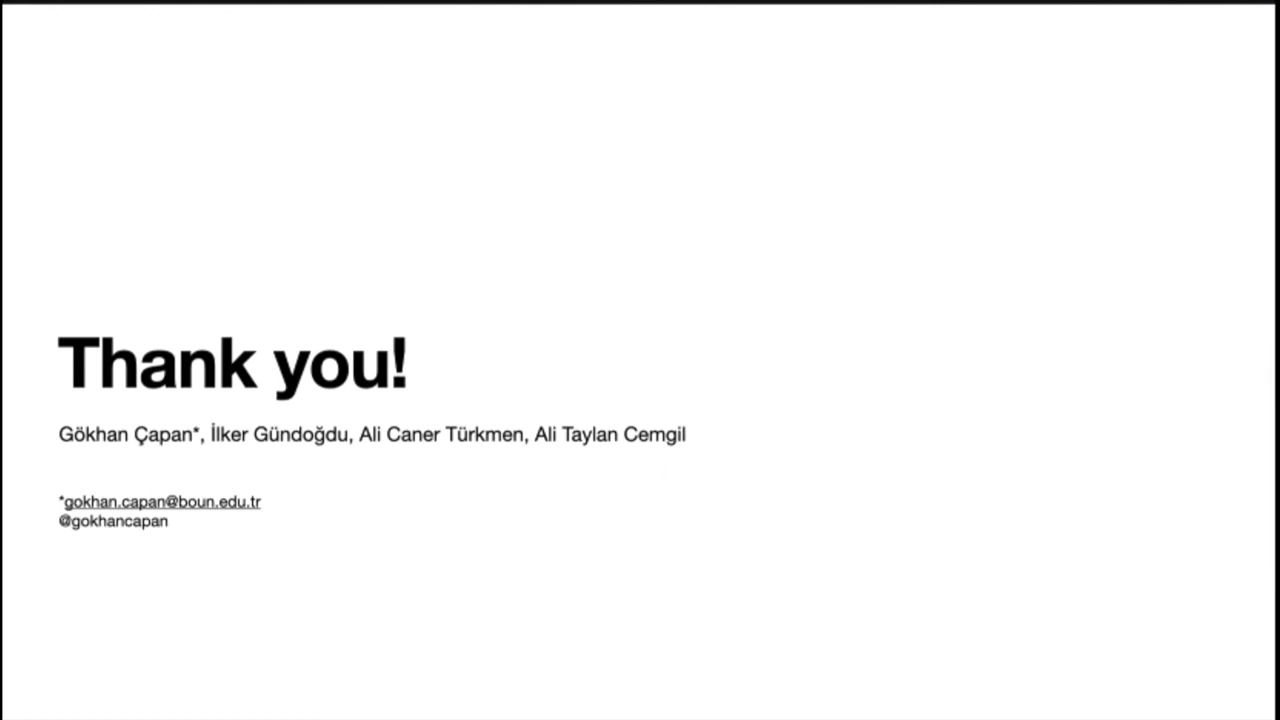 Thank you!
Gökhan Çapan*, İlker Gündoğdu, Ali Caner Türkmen, Ali Taylan Cemgil
*gokhan.capan@boun.edu.tr
@gokhancapan